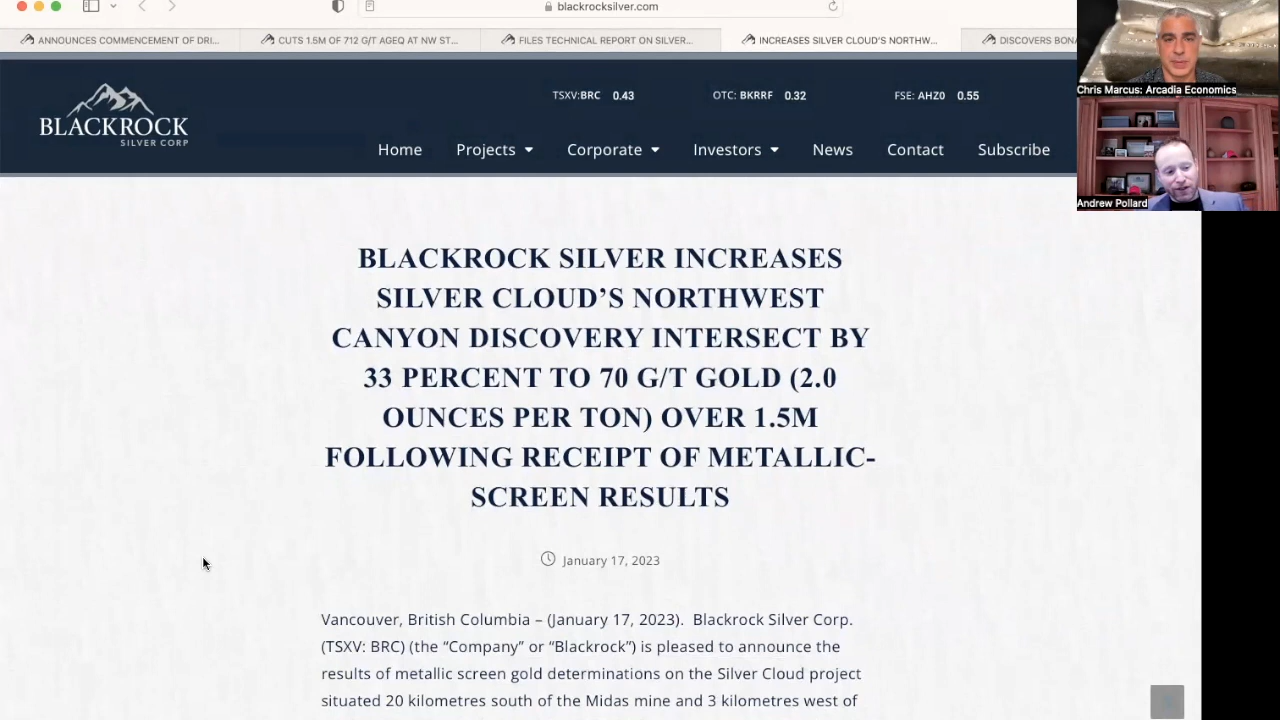 blackrocksilver.com
ANNOUNCES COMMENCEMENT OF DRI...
CUTS 1.5M OF 712 G/T AGEQ AT NW ST...
FILES TECHNICAL REPORT ON SILVER...
INCREASES SILVER CLOUD'S NORTHW...
DISCOVERS BONA
Chris Marcus: Arcadia Economics
Andrew Pollard
BLACKROCK
SILVER CORP
TSXV:BRC 0.43
OTC: BKRRF 0.32
FSE: AHZ0 0.55
Home Projects Corporate Investors News Contact Subscribe
BLACKROCK SILVER INCREASES
SILVER CLOUD'S NORTHWEST
CANYON DISCOVERY INTERSECT BY
33 PERCENT TO 70 G/T GOLD (2.0
OUNCES PER TON) OVER 1.5M
FOLLOWING RECEIPT OF METALLIC-
SCREEN RESULTS
January 17, 2023
Vancouver, British Columbia – (January 17, 2023). Blackrock Silver Corp.
(TSXV: BRC) (the “Company” or “Blackrock”) is pleased to announce the
results of metallic screen gold determinations on the Silver Cloud project
situated 20 kilometres south of the Midas mine and 3 kilometres west of